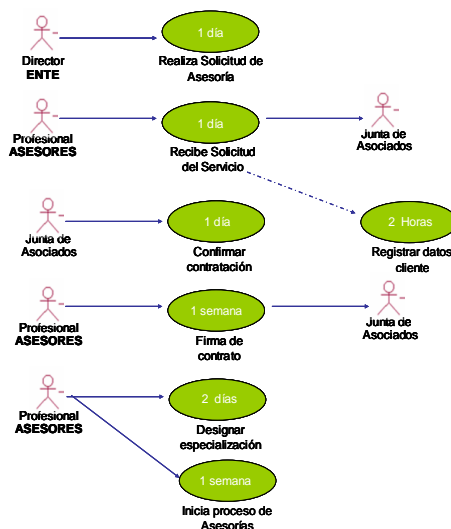 1 día
Director
ENTE
Realiza Solicitud de
Asesoría
1 día
Profesional
ASESORES
Recibe Solicitud
del Servicio
Junta de
Asociados
1 día
2 Horas
Junta de
Asociados
Confirmar
contratación
Registrar datos
cliente
1 semana
Profesional
ASESORES
Firma de
contrato
Junta de
Asociados
2 días
Profesional
ASESORES
Designar
especialización
1 semana
Inicia proceso de
Asesorías